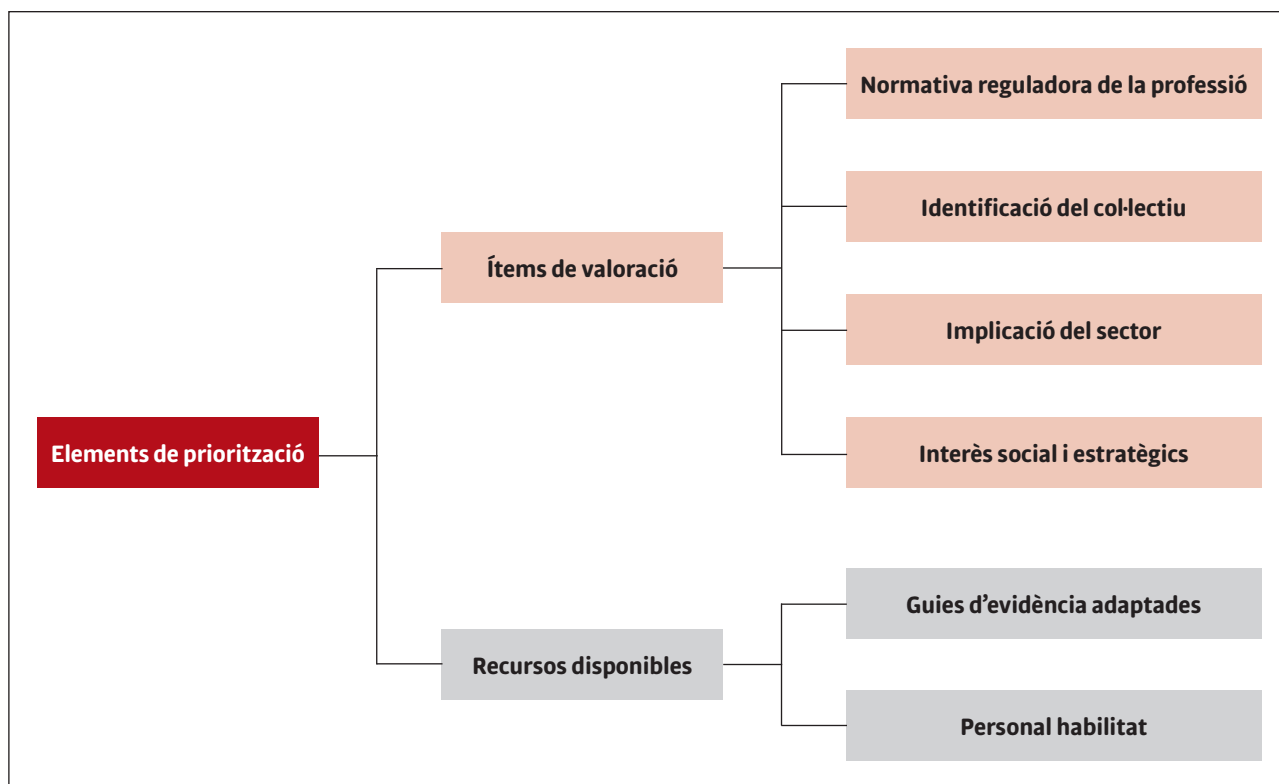 Elements de priorització
Ítems de valoració
Normativa reguladora de la professió
Identificació del col·lectiu
Implicació del sector
Interès social i estratègics
Recursos disponibles
Guies d’evidència adaptades
Personal habilitat